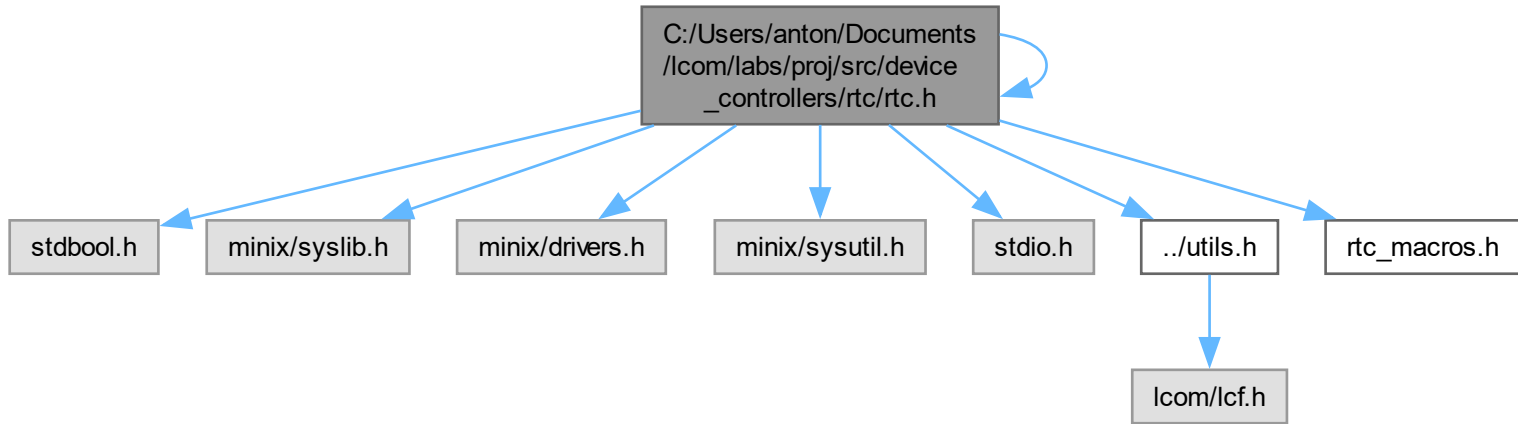 C:/Users/anton/Documents
/lcom/labs/proj/src/device
_controllers/rtc/rtc.h
stdbool.h
minix/syslib.h
minix/drivers.h
minix/sysutil.h
stdio.h
../utils.h
rtc_macros.h
lcom/lcf.h